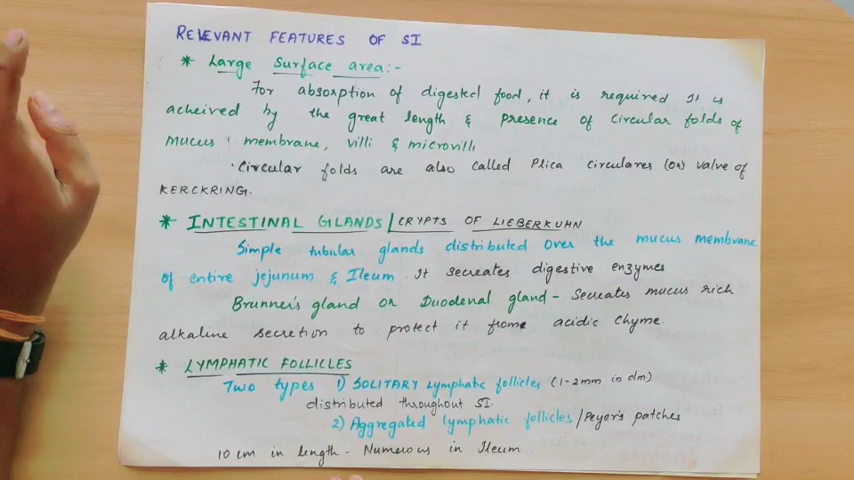 RELEVANT FEATURES OF SI
* Large Surface area:-
For absorption of digested food, it is required It is
acheived by the great length & presence of Circular folds of
mucus membrane, villi & microvilli
Circular folds are also called Plica circulares (or) valve of
KERCKRING.
* INTESTINAL GLANDS / CRYPTS OF LIEBERKUHN
Simple tubular glands distributed over the mucus membrane
of entire jejunum & Ileum. It secreates digestive enzymes
Brunner's gland or Duodenal gland - Secreates mucus rich
alkaline secretion to protect it from acidic chyme.
* LYMPHATIC FOLLICLES
Two types 1) SOLITARY lymphatic follicles (1-2mm in dm)
distributed throughout SI.
2) Aggregated lymphatic follicles/Peyer's patches
10 cm in length - Numerous in Ileum.